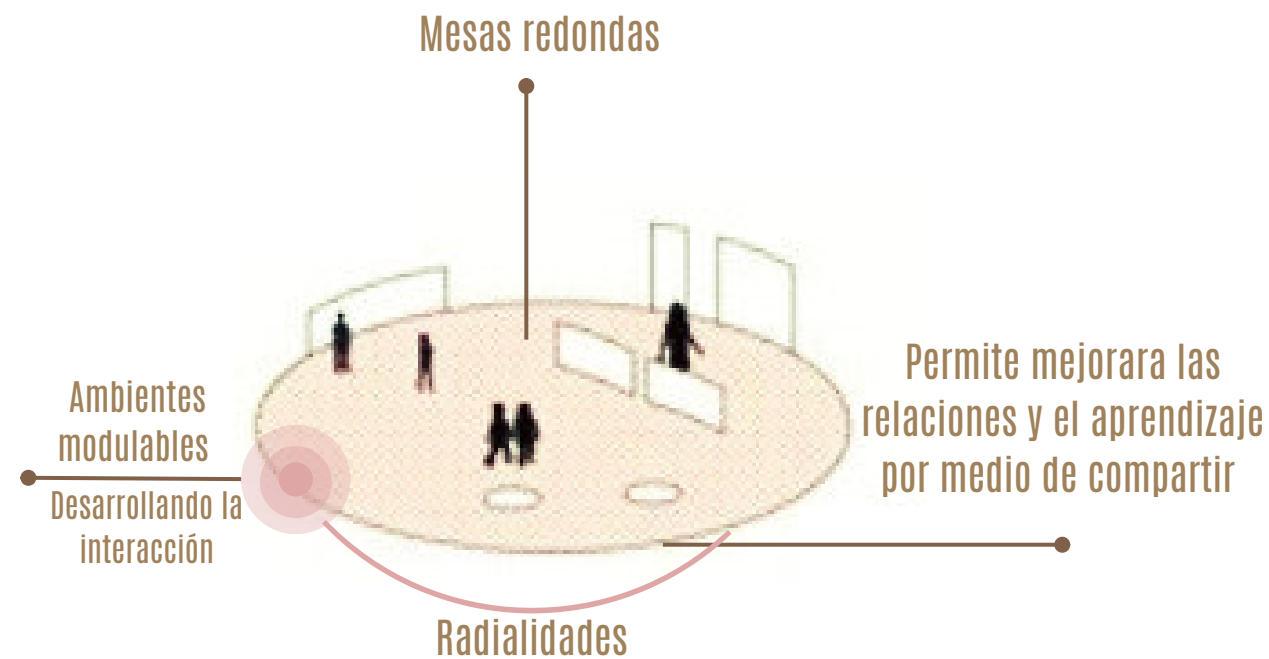 Mesas redondas
Ambientes
modulables
Desarrollando la
interacción
Permite mejorara las
relaciones y el aprendizaje
por medio de compartir
Radialidades